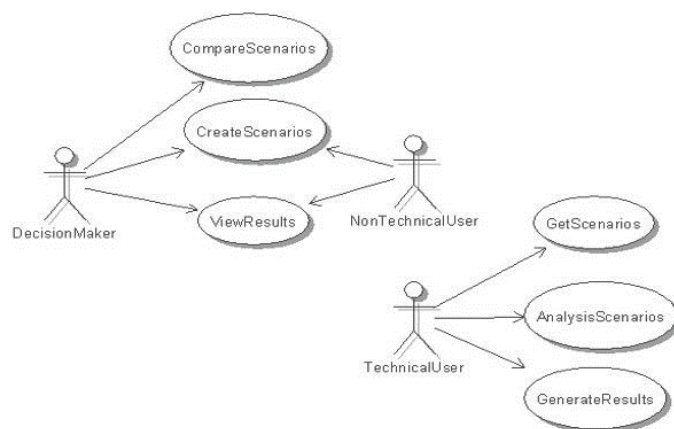 CompareScenarios
CreateScenarios
DecisionMaker
ViewResults
NonTechnicalUser
GetScenarios
AnalysisScenarios
TechnicalUser
GenerateResults